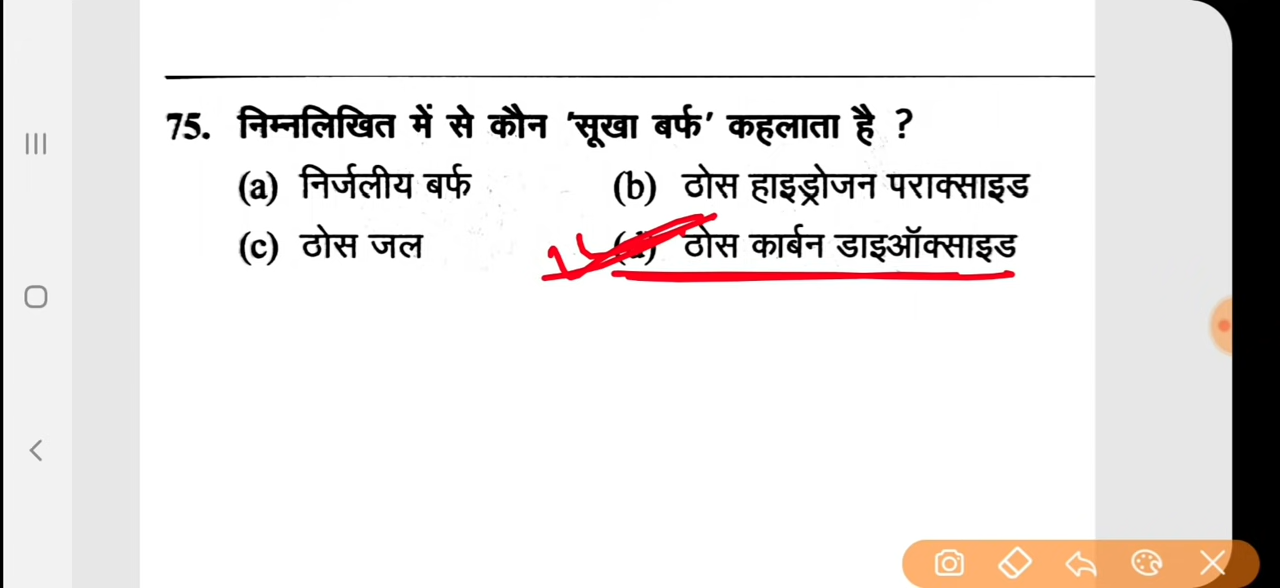 75. निम्नलिखित में से कौन 'सूखा बर्फ' कहलाता है ?
(a) निर्जलीय बर्फ (b) ठोस हाइड्रोजन पराक्साइड
(c) ठोस जल (d) ठोस कार्बन डाइऑक्साइड